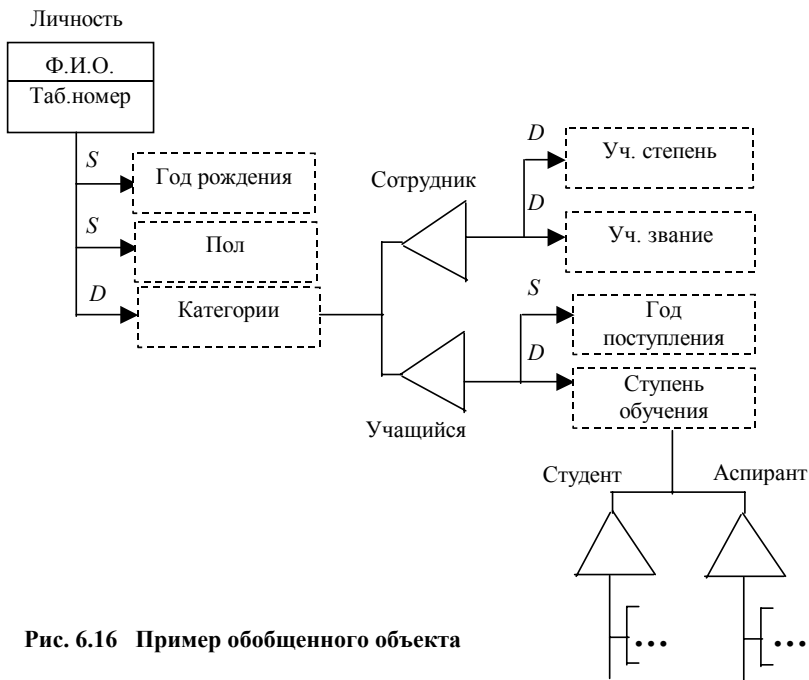 Личность
Ф.И.О.
Таб.номер
S
Год рождения
S
Пол
D
Категории
Сотрудник
D
Уч. степень
D
Уч. звание
Учащийся
S
Год
поступления
D
Ступень
обучения
Студент
Аспирант
...
...
Рис. 6.16 Пример обобщенного объекта